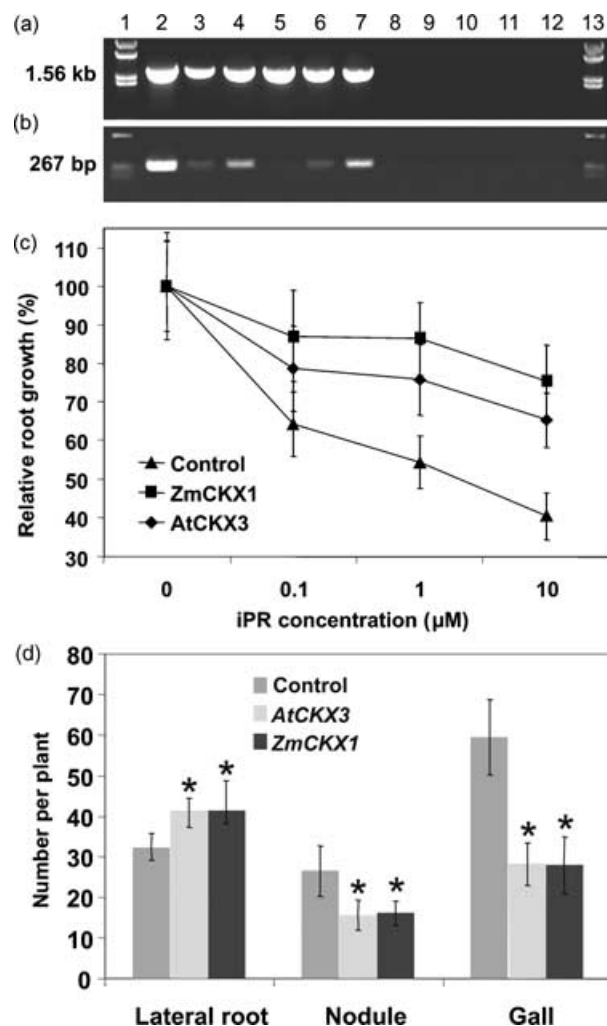 (a) 1 2 3 4 5 6 7 8 9 10 11 12 13
1.56 kb
(b)
267 bp
(c)
110
100
90
80
70
60
50
40
30
Relative root growth (%)
Control
ZmCKX1
AtCKX3
0 0.1 1 10
iPR concentration (µM)
(d)
80
70
60
50
40
30
20
10
0
Number per plant
Control
AtCKX3
ZmCKX1
* *
* *
* *
Lateral root Nodule Gall